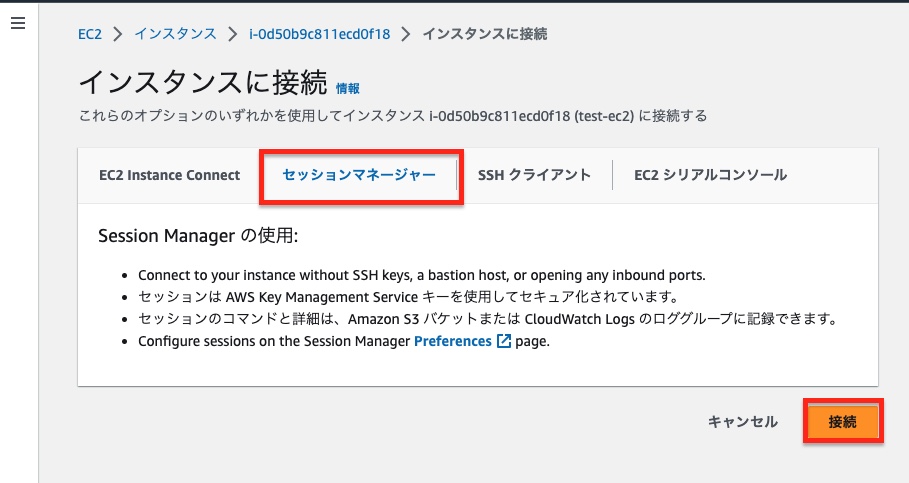 EC2 > インスタンス > i-0d50b9c811ecd0f18 > インスタンスに接続
インスタンスに接続 情報
これらのオプションのいずれかを使用してインスタンス i-0d50b9c811ecd0f18 (test-ec2) に接続する
EC2 Instance Connect セッションマネージャー SSH クライアント EC2 シリアルコンソール
Session Manager の使用:
• Connect to your instance without SSH keys, a bastion host, or opening any inbound ports.
• セッションは AWS Key Management Service キーを使用してセキュア化されています。
• セッションのコマンドと詳細は、Amazon S3 バケットまたは CloudWatch Logs のロググループに記録できます。
• Configure sessions on the Session Manager Preferences page.
キャンセル 接続